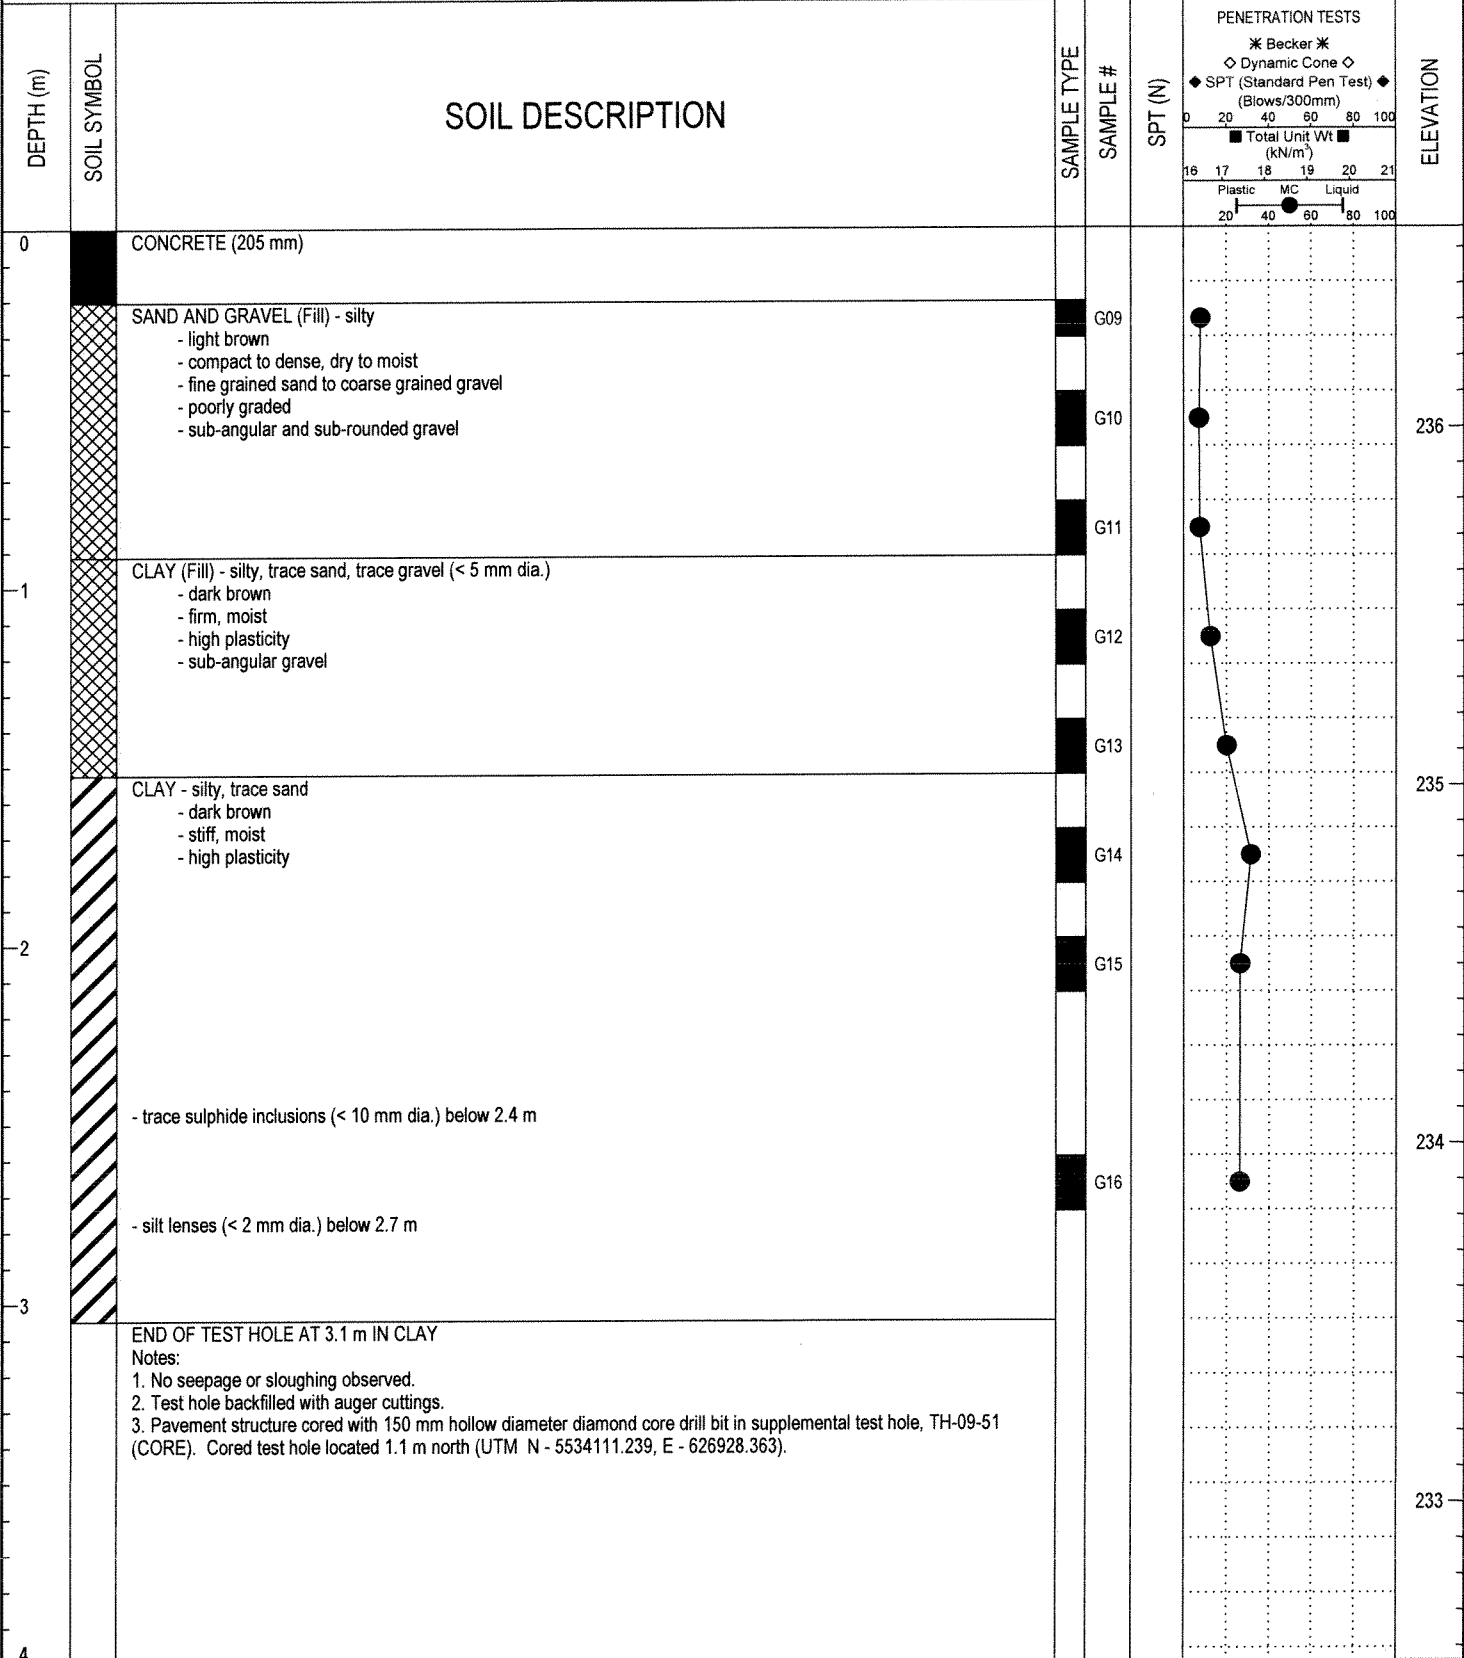 DEPTH (m)
SOIL SYMBOL
SOIL DESCRIPTION
SAMPLE TYPE
SAMPLE #
SPT (N)
PENETRATION TESTS
✳ Becker ✳
◇ Dynamic Cone ◇
◆ SPT (Standard Pen Test) ◆
(Blows/300mm)
0 20 40 60 80 100
■ Total Unit Wt ■
(kN/m³)
16 17 18 19 20 21
Plastic MC Liquid
20 40 60 80 100
ELEVATION
0
CONCRETE (205 mm)
SAND AND GRAVEL (Fill) - silty
G09
- light brown
- compact to dense, dry to moist
- fine grained sand to coarse grained gravel
- poorly graded
G10
- sub-angular and sub-rounded gravel
236
G11
CLAY (Fill) - silty, trace sand, trace gravel (< 5 mm dia.)
1
- dark brown
- firm, moist
- high plasticity
G12
- sub-angular gravel
G13
CLAY - silty, trace sand
235
- dark brown
- stiff, moist
- high plasticity
G14
2
G15
- trace sulphide inclusions (< 10 mm dia.) below 2.4 m
234
G16
- silt lenses (< 2 mm dia.) below 2.7 m
3
END OF TEST HOLE AT 3.1 m IN CLAY
Notes:
1. No seepage or sloughing observed.
2. Test hole backfilled with auger cuttings.
3. Pavement structure cored with 150 mm hollow diameter diamond core drill bit in supplemental test hole, TH-09-51
(CORE). Cored test hole located 1.1 m north (UTM N - 5534111.239, E - 626928.363).
233
4